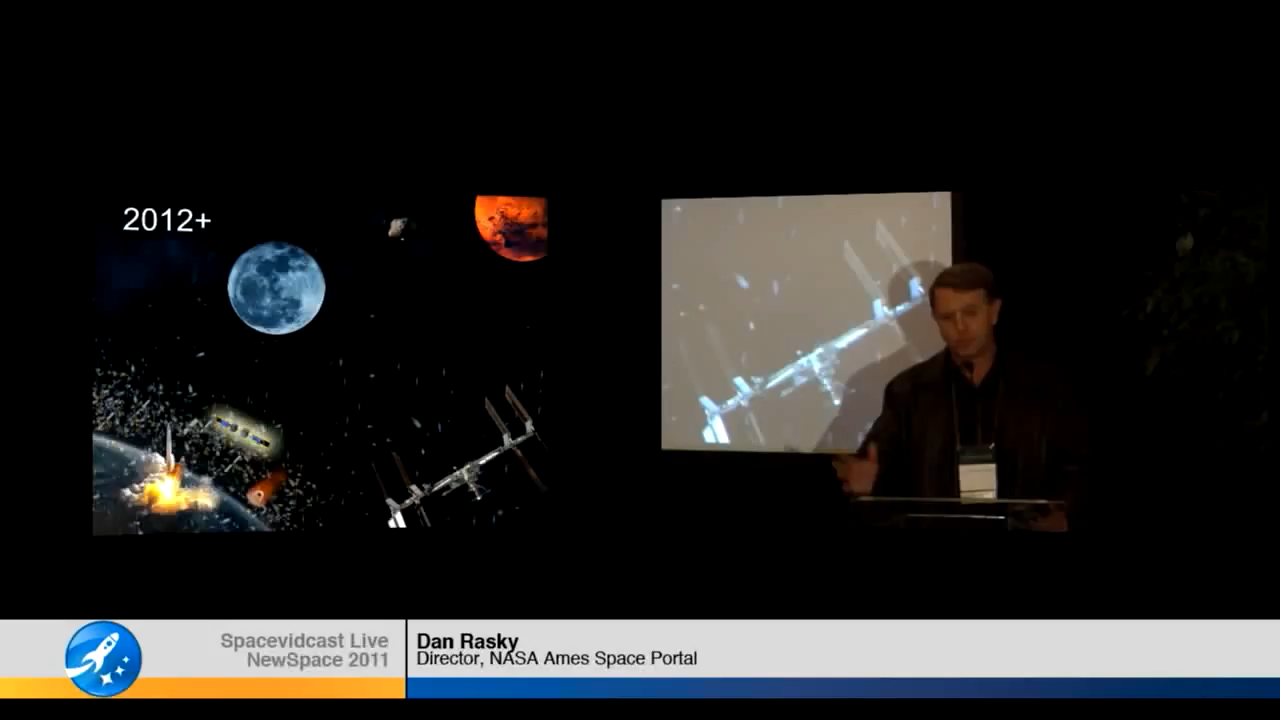 2012+
Spacevidcast Live
NewSpace 2011
Dan Rasky
Director, NASA Ames Space Portal